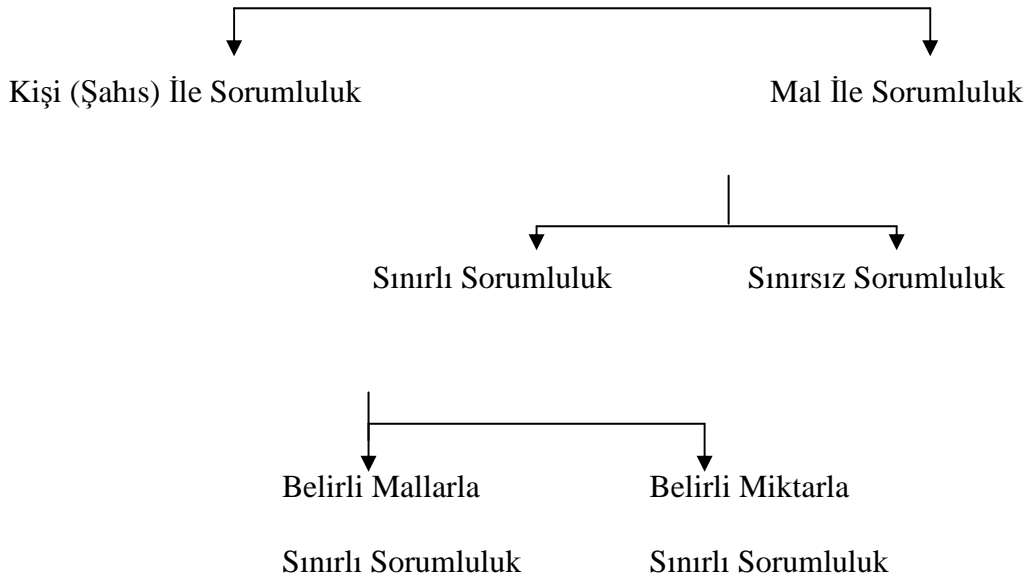 Kişi (Şahıs) İle Sorumluluk Mal İle Sorumluluk
Sınırlı Sorumluluk Sınırsız Sorumluluk
Belirli Mallarla Belirli Miktarla
Sınırlı Sorumluluk Sınırlı Sorumluluk